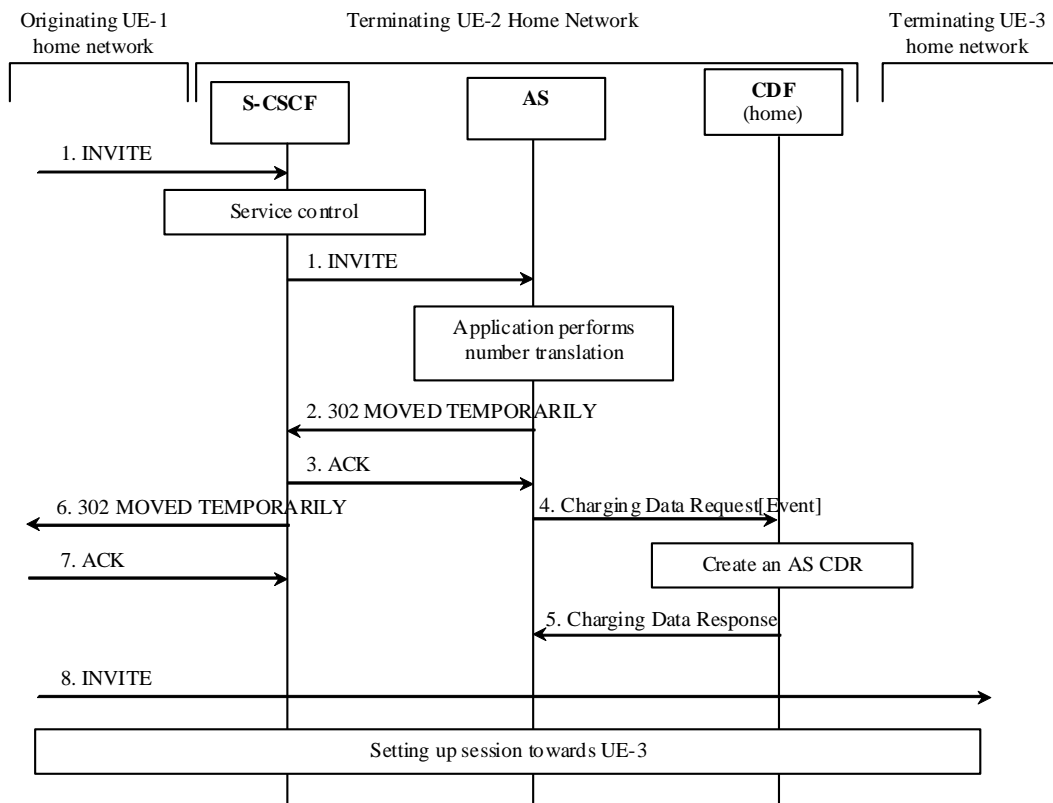 Originating UE-1
home network
Terminating UE-2 Home Network
Terminating UE-3
home network
S-CSCF
AS
CDF
(home)
1. INVITE
Service control
1. INVITE
Application performs
number translation
2. 302 MOVED TEMPORARILY
3. ACK
6. 302 MOVED TEMPORARILY
4. Charging Data Request[Event]
7. ACK
Create an AS CDR
5. Charging Data Response
8. INVITE
Setting up session towards UE-3